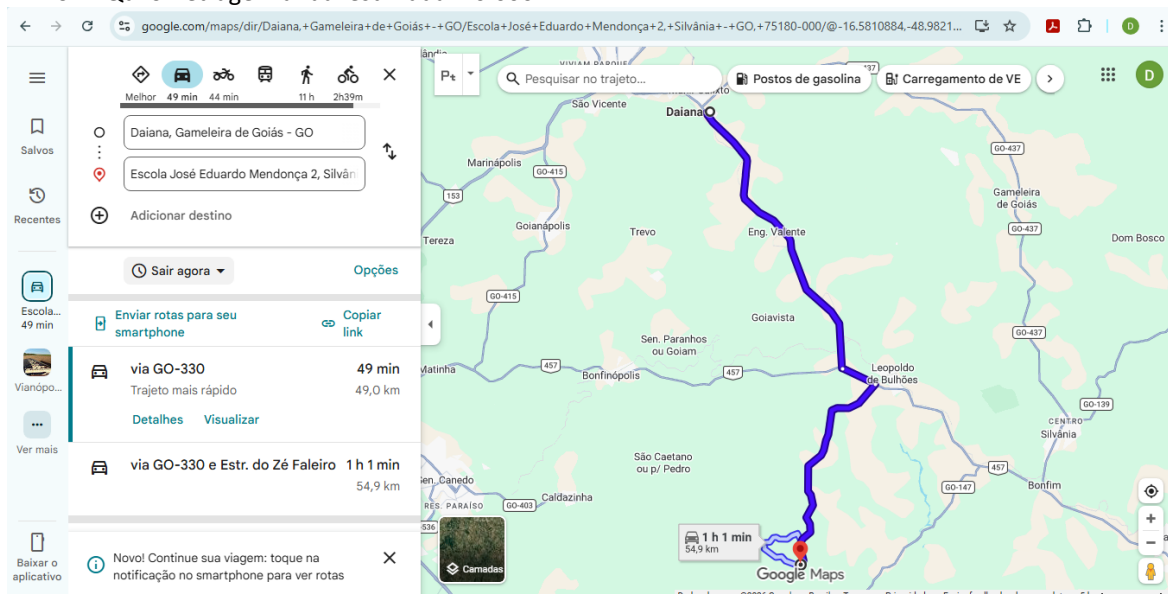 google.com/maps/dir/Daiana,+Gameleira+de+Goiás+-+GO/Escola+José+Eduardo+Mendonça+2,+Silvânia+-+GO,+75180-000/@-16.5810884,-48.9821...
D
Salvos
Recentes
Escola...
49 min
Vianópo...
Ver mais
Baixar o
aplicativo
Melhor 49 min 44 min 11 h 2h39m
Daiana, Gameleira de Goiás - GO
Escola José Eduardo Mendonça 2, Silvân
Adicionar destino
Sair agora
Opções
Enviar rotas para seu
smartphone
Copiar
link
via GO-330 49 min
Trajeto mais rápido 49,0 km
Detalhes Visualizar
via GO-330 e Estr. do Zé Faleiro 1 h 1 min
54,9 km
Novo! Continue sua viagem: toque na
notificação no smartphone para ver rotas
Pesquisar no trajeto...
Postos de gasolina
Carregamento de VE
D
São Vicente
Daiana
Marinápolis
GO-415
GO-437
153
Gameleira
de Goiás
GO-437
Goianápolis
Trevo
Eng. Valente
Dom Bosco
Tereza
GO-415
Goiavista
GO-437
Sen. Paranhos
ou Goiam
Matinha
457
Bonfinópolis
457
Leopoldo
de Bulhões
GO-139
CENTRO
Silvânia
São Caetano
ou p/ Pedro
457
Bonfim
GO-147
Sen. Canedo
RES. PARAÍSO
GO-403
Caldazinha
536
Camadas
1 h 1 min
54,9 km
Google Maps